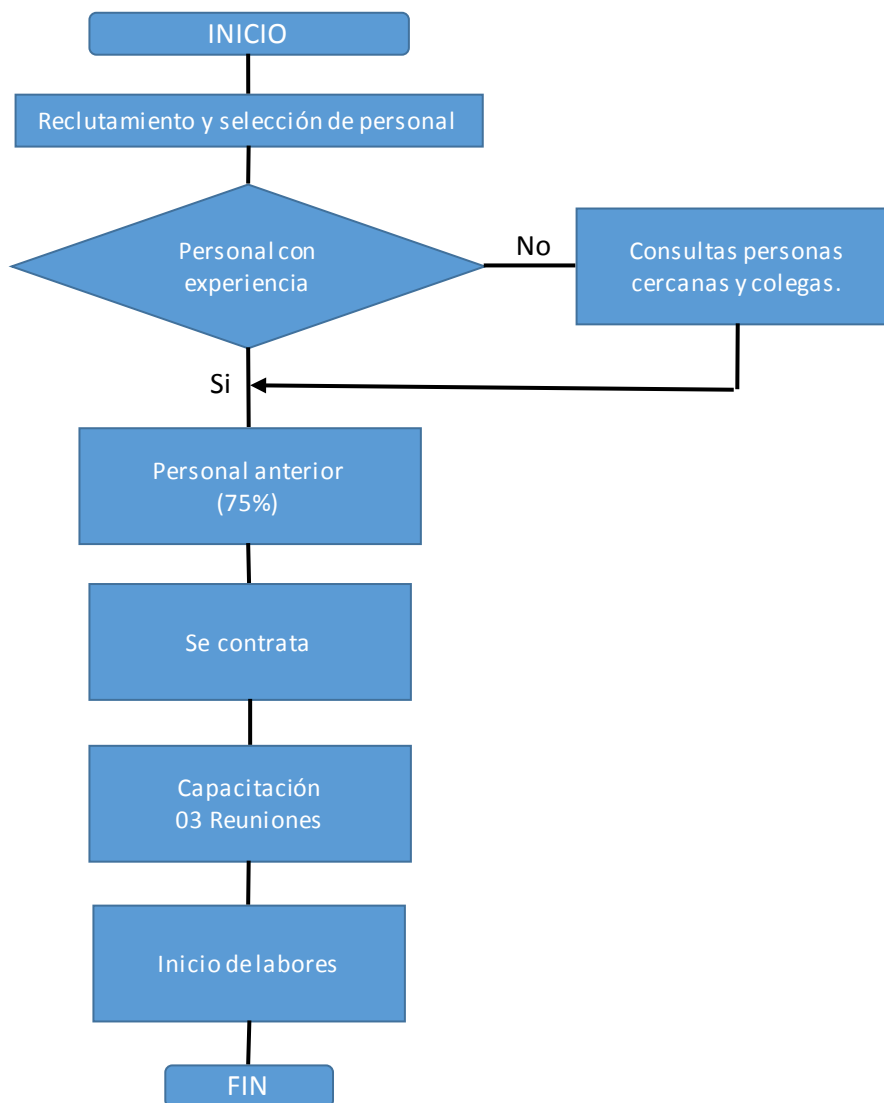 INICIO
Reclutamiento y selección de personal
Personal con
experiencia
No
Consultas personas
cercanas y colegas.
Si
Personal anterior
(75%)
Se contrata
Capacitación
03 Reuniones
Inicio de labores
FIN